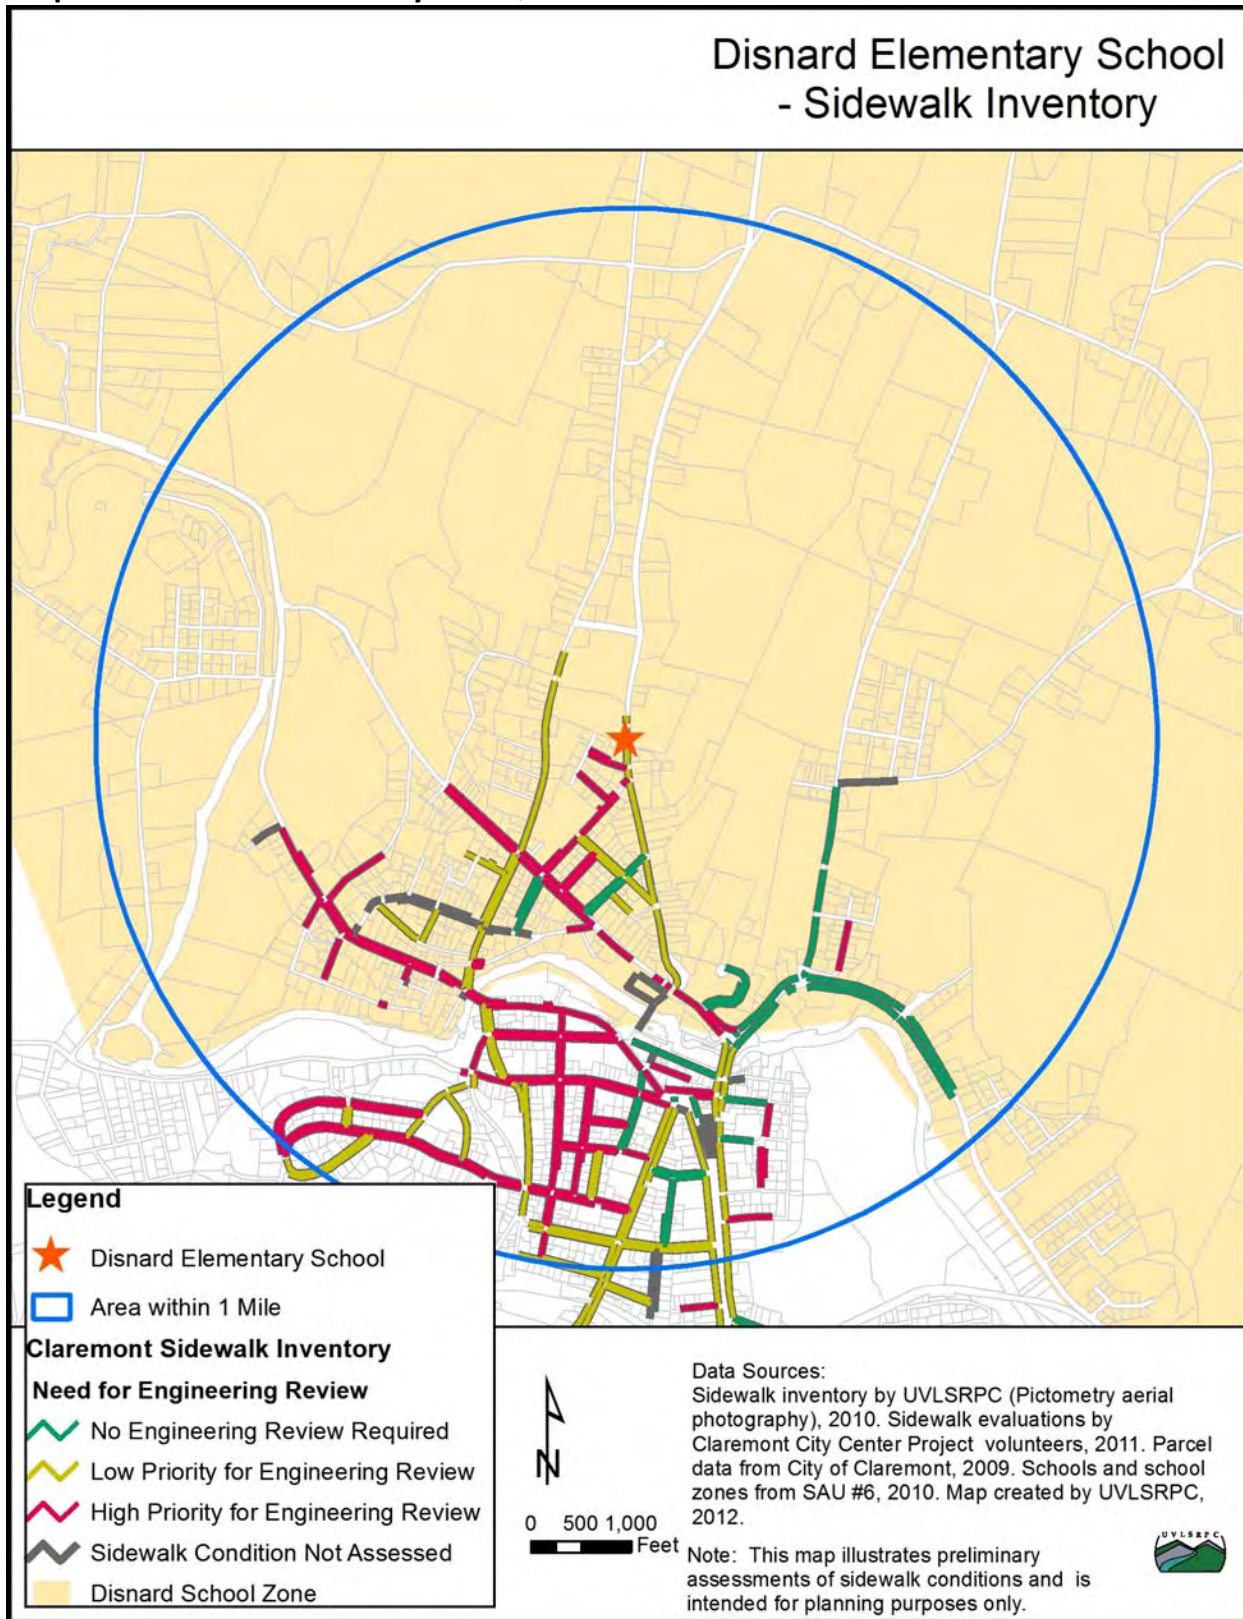 Disnard Elementary School
- Sidewalk Inventory
Legend
Disnard Elementary School
Area within 1 Mile
Claremont Sidewalk Inventory
Need for Engineering Review
No Engineering Review Required
Low Priority for Engineering Review
High Priority for Engineering Review
Sidewalk Condition Not Assessed
Disnard School Zone
N
0 500 1,000
Feet
Data Sources:
Sidewalk inventory by UVLSRPC (Pictometry aerial
photography), 2010. Sidewalk evaluations by
Claremont City Center Project volunteers, 2011. Parcel
data from City of Claremont, 2009. Schools and school
zones from SAU #6, 2010. Map created by UVLSRPC,
2012.
Note: This map illustrates preliminary
assessments of sidewalk conditions and is
intended for planning purposes only.
UVLSRPC